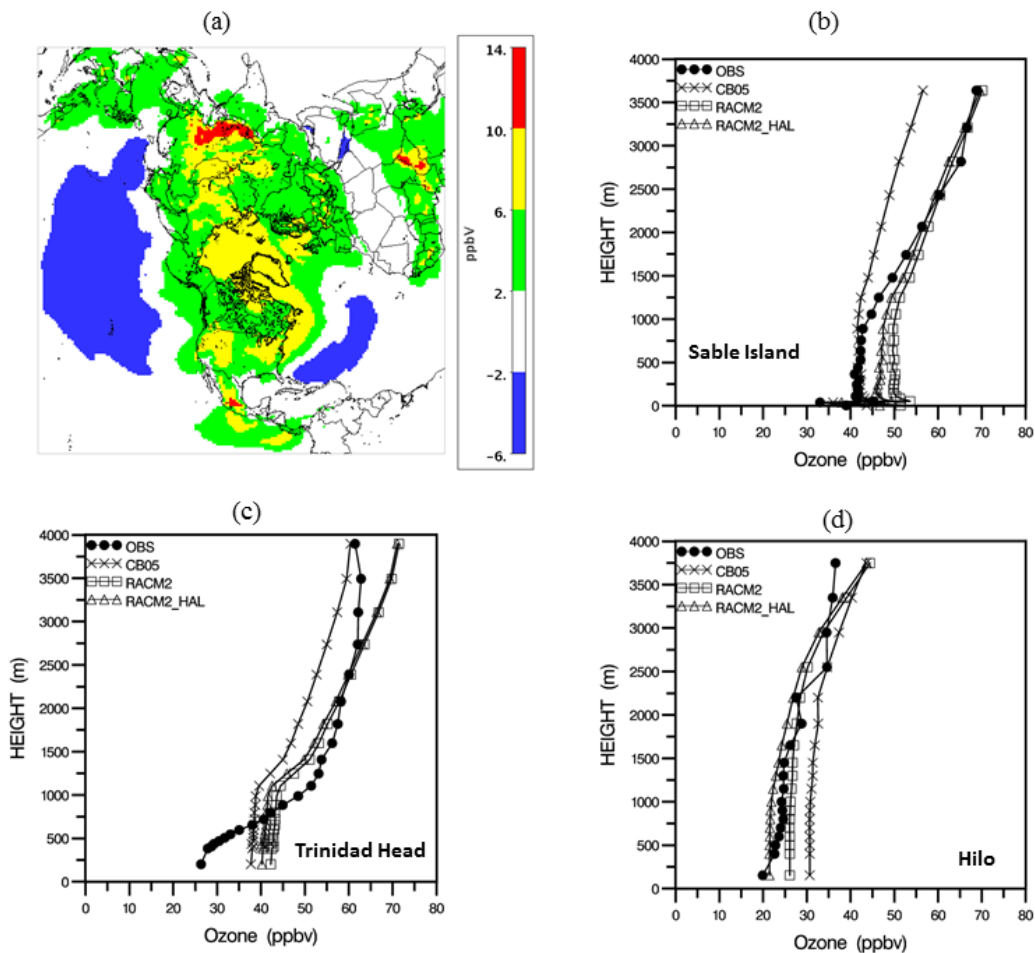 (a)
14.
10.
6.
2.
-2.
-6.
ppbV
(b)
OBS
CB05
RACM2
RACM2_HAL
Sable Island
HEIGHT (m)
4000
3500
3000
2500
2000
1500
1000
500
0
0 10 20 30 40 50 60 70 80
Ozone (ppbv)
(c)
OBS
CB05
RACM2
RACM2_HAL
Trinidad Head
HEIGHT (m)
4000
3500
3000
2500
2000
1500
1000
500
0
0 10 20 30 40 50 60 70 80
Ozone (ppbv)
(d)
OBS
CB05
RACM2
RACM2_HAL
Hilo
HEIGHT (m)
4000
3500
3000
2500
2000
1500
1000
500
0
0 10 20 30 40 50 60 70 80
Ozone (ppbv)